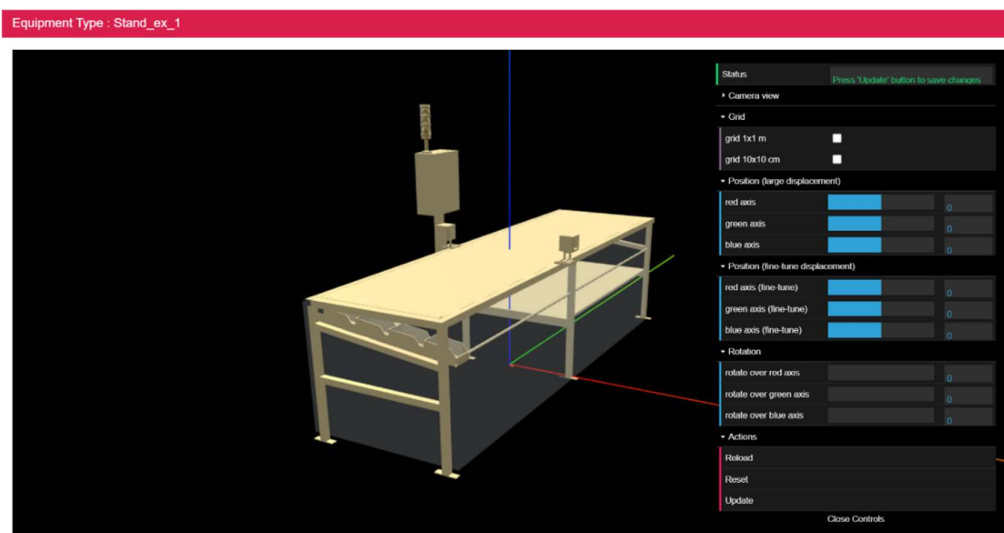 Equipment Type : Stand_ex_1
Status Press 'Update' button to save changes
Camera view
Grid
grid 1x1 m
grid 10x10 cm
Position (large displacement)
red axis 0
green axis 0
blue axis 0
Position (fine-tune displacement)
red axis (fine-tune) 0
green axis (fine-tune) 0
blue axis (fine-tune) 0
Rotation
rotate over red axis 0
rotate over green axis 0
rotate over blue axis 0
Actions
Reload
Reset
Update
Close Controls